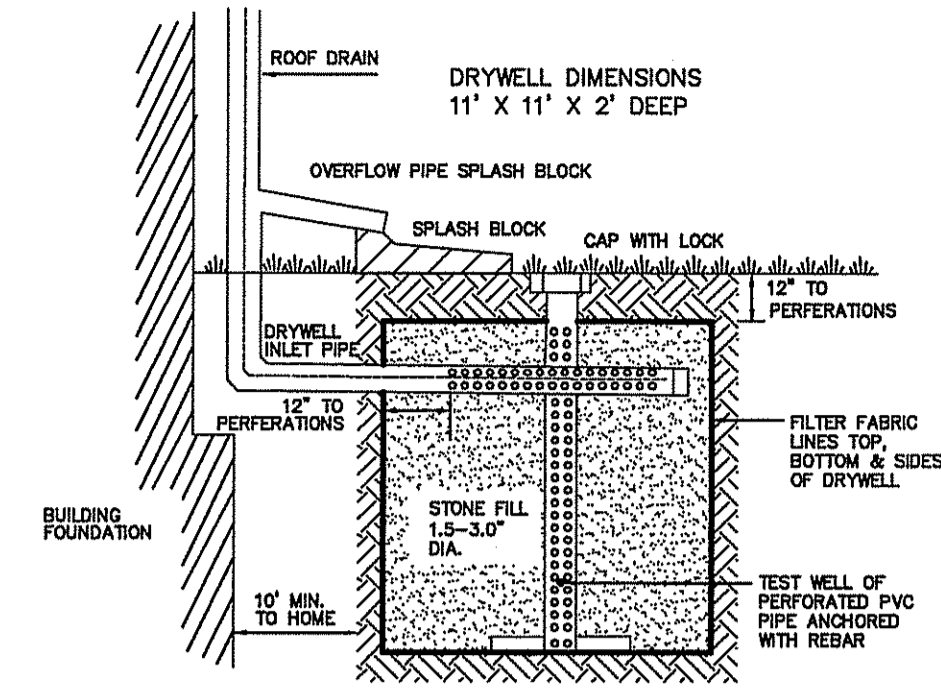 ROOF DRAIN
DRYWELL DIMENSIONS
11' X 11' X 2' DEEP
OVERFLOW PIPE SPLASH BLOCK
SPLASH BLOCK
CAP WITH LOCK
12" TO
PERFERATIONS
DRYWELL
INLET PIPE
12" TO
PERFERATIONS
FILTER FABRIC
LINES TOP,
BOTTOM & SIDES
OF DRYWELL
STONE FILL
1.5-3.0"
DIA.
BUILDING
FOUNDATION
10' MIN.
TO HOME
TEST WELL OF
PERFORATED PVC
PIPE ANCHORED
WITH REBAR